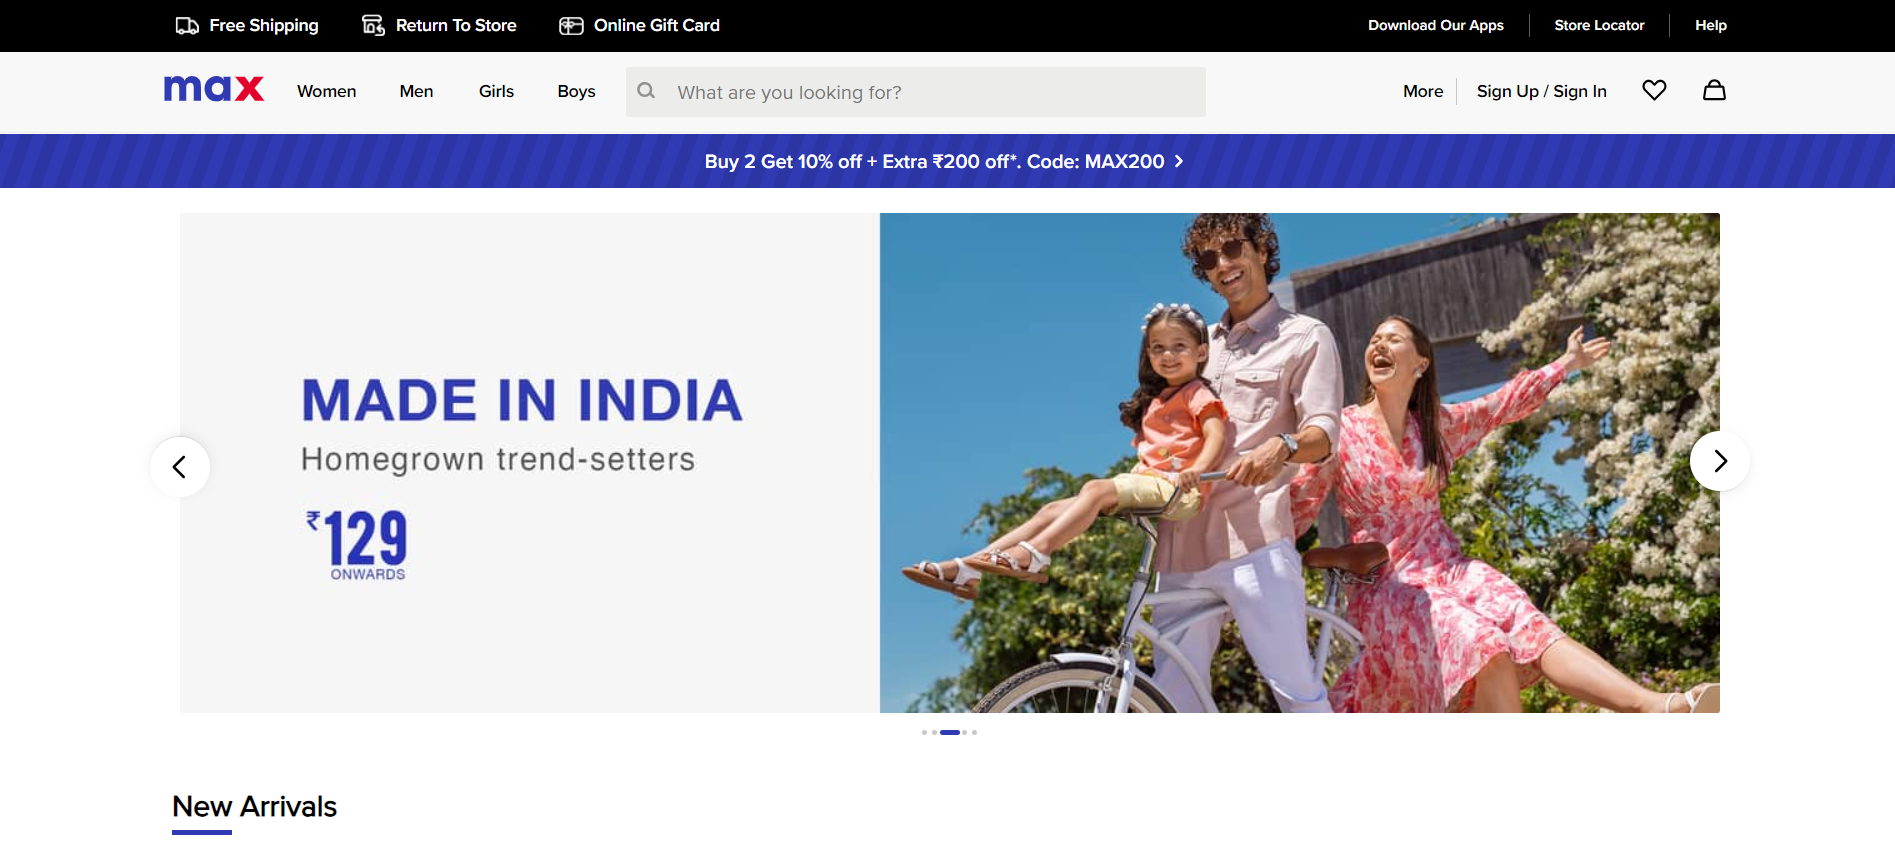 Free Shipping
Return To Store
Online Gift Card
Download Our Apps
Store Locator
Help
max
Women
Men
Girls
Boys
What are you looking for?
More
Sign Up / Sign In
Buy 2 Get 10% off + Extra ₹200 off*. Code: MAX200
MADE IN INDIA
Homegrown trend-setters
₹129
ONWARDS
New Arrivals